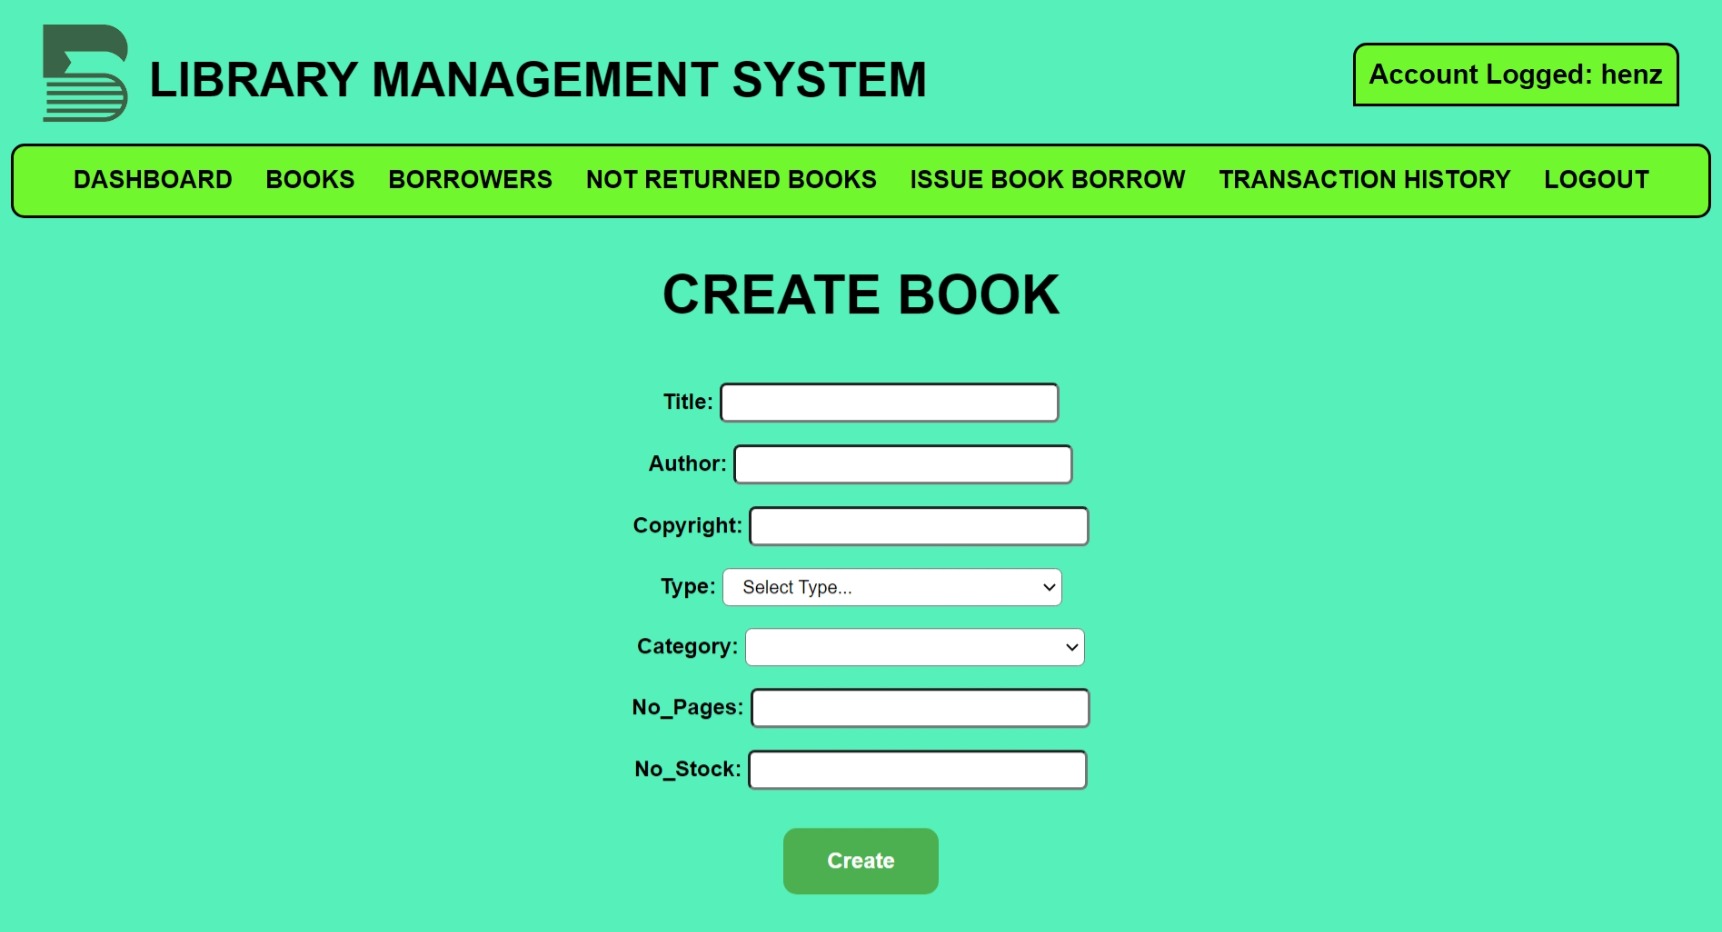 LIBRARY MANAGEMENT SYSTEM
Account Logged: henz
DASHBOARD BOOKS BORROWERS NOT RETURNED BOOKS ISSUE BOOK BORROW TRANSACTION HISTORY LOGOUT
CREATE BOOK
Title:
Author:
Copyright:
Type: Select Type...
Category:
No_Pages:
No_Stock:
Create